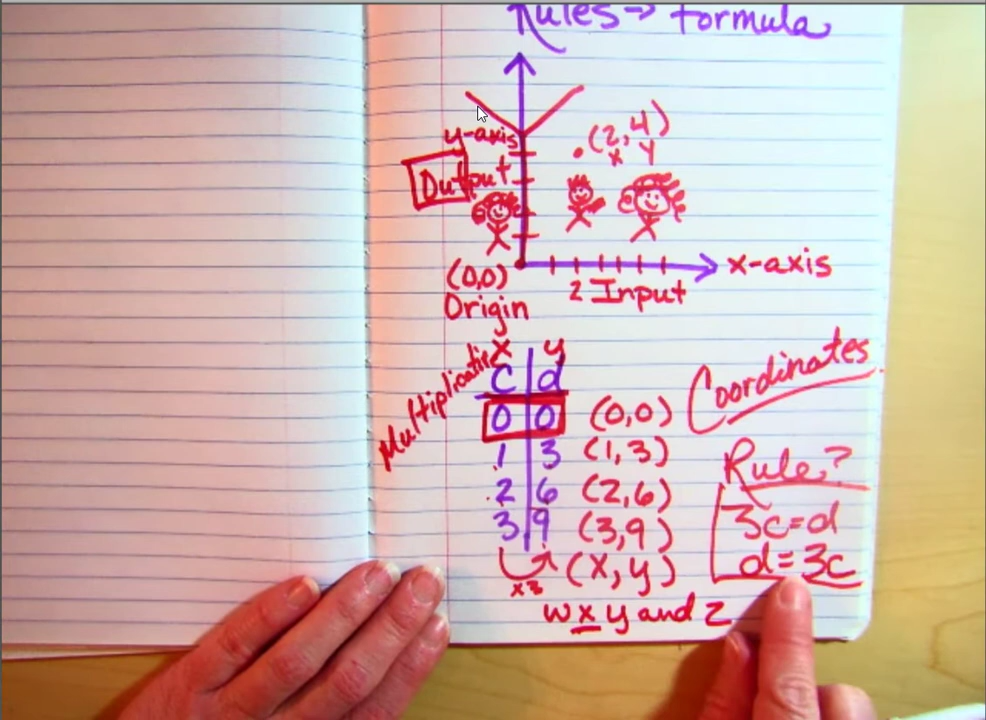 Rules → formula
y-axis
(2, 4)
x y
Output
x-axis
(0,0)
2 Input
Origin
Multiplication
x y
c d
Coordinates
0 0 (0,0)
1 3 (1,3)
Rule?
2 6 (2,6)
3c=d
3 9 (3,9)
d=3c
(x,y)
x3
w x y and z